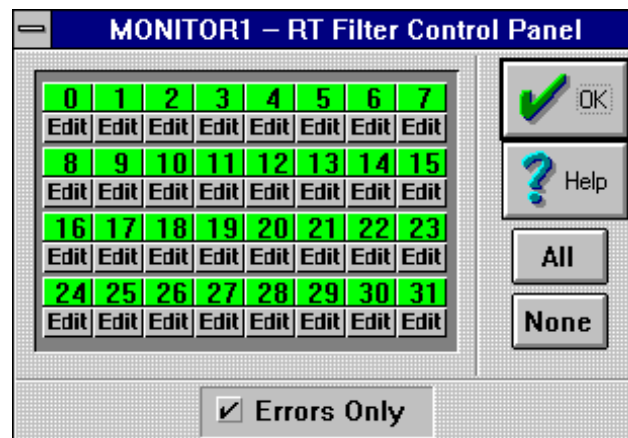 MONITOR1 – RT Filter Control Panel
0 1 2 3 4 5 6 7
Edit Edit Edit Edit Edit Edit Edit Edit
8 9 10 11 12 13 14 15
Edit Edit Edit Edit Edit Edit Edit Edit
16 17 18 19 20 21 22 23
Edit Edit Edit Edit Edit Edit Edit Edit
24 25 26 27 28 29 30 31
Edit Edit Edit Edit Edit Edit Edit Edit
OK
Help
All
None
Errors Only